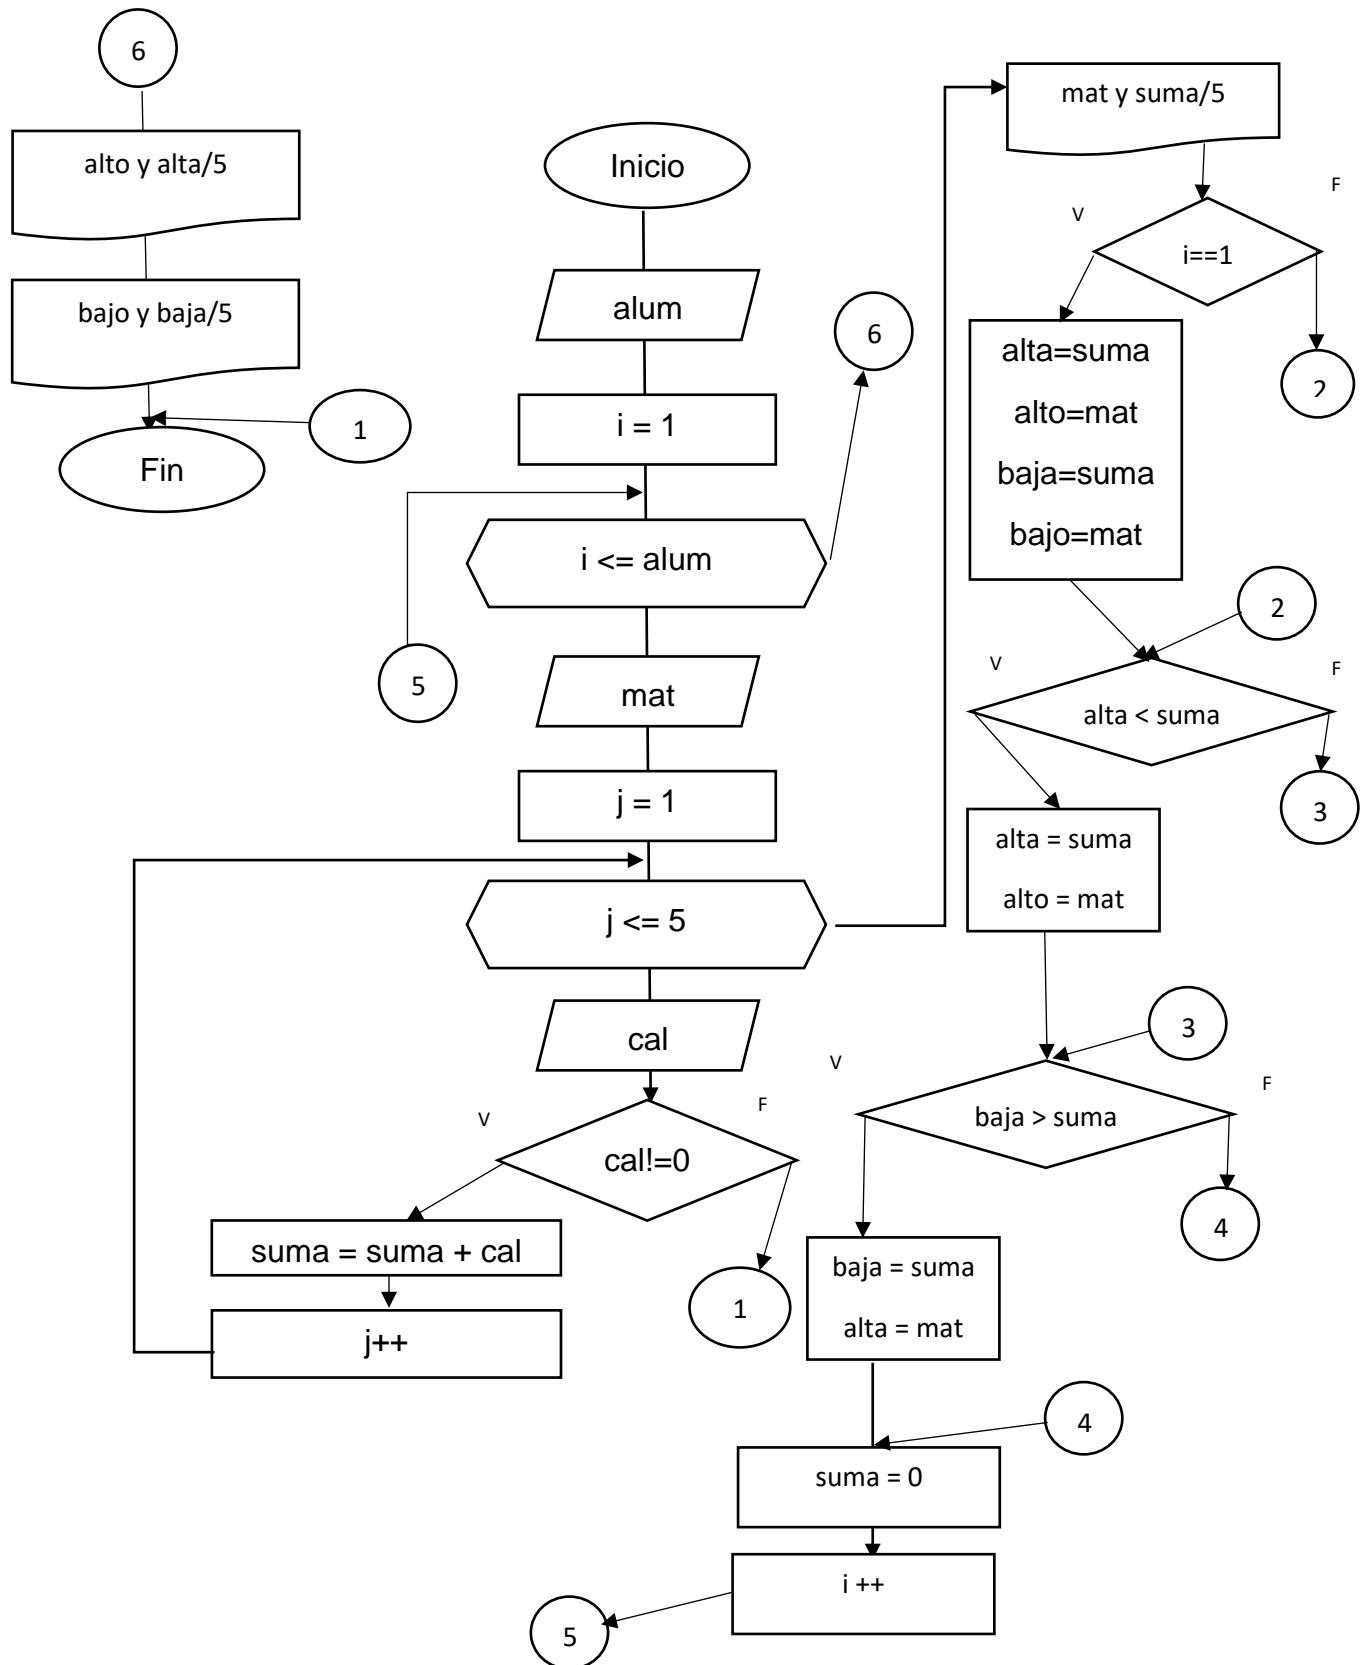 6
alto y alta/5
bajo y baja/5
1
Fin
Inicio
alum
i = 1
i <= alum
6
5
mat
j = 1
j <= 5
cal
V
F
cal!=0
suma = suma + cal
j++
1
mat y suma/5
V
F
i==1
2
alta=suma
alto=mat
baja=suma
bajo=mat
2
V
F
alta < suma
3
alta = suma
alto = mat
3
V
F
baja > suma
4
baja = suma
alta = mat
4
suma = 0
i ++
5